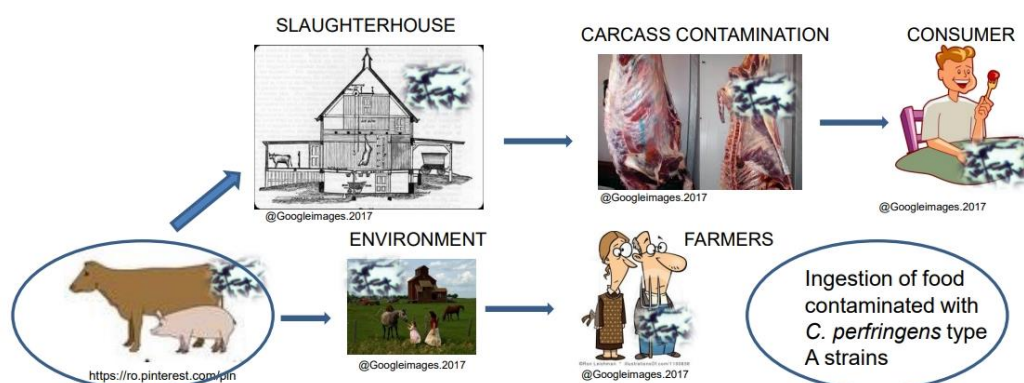 SLAUGHTERHOUSE
CARCASS CONTAMINATION
CONSUMER
@Googleimages.2017
@Googleimages.2017
@Googleimages.2017
ENVIRONMENT
FARMERS
Ingestion of food
contaminated with
C. perfringens type
A strains
@Googleimages.2017
@Googleimages.2017
https://ro.pinterest.com/pin